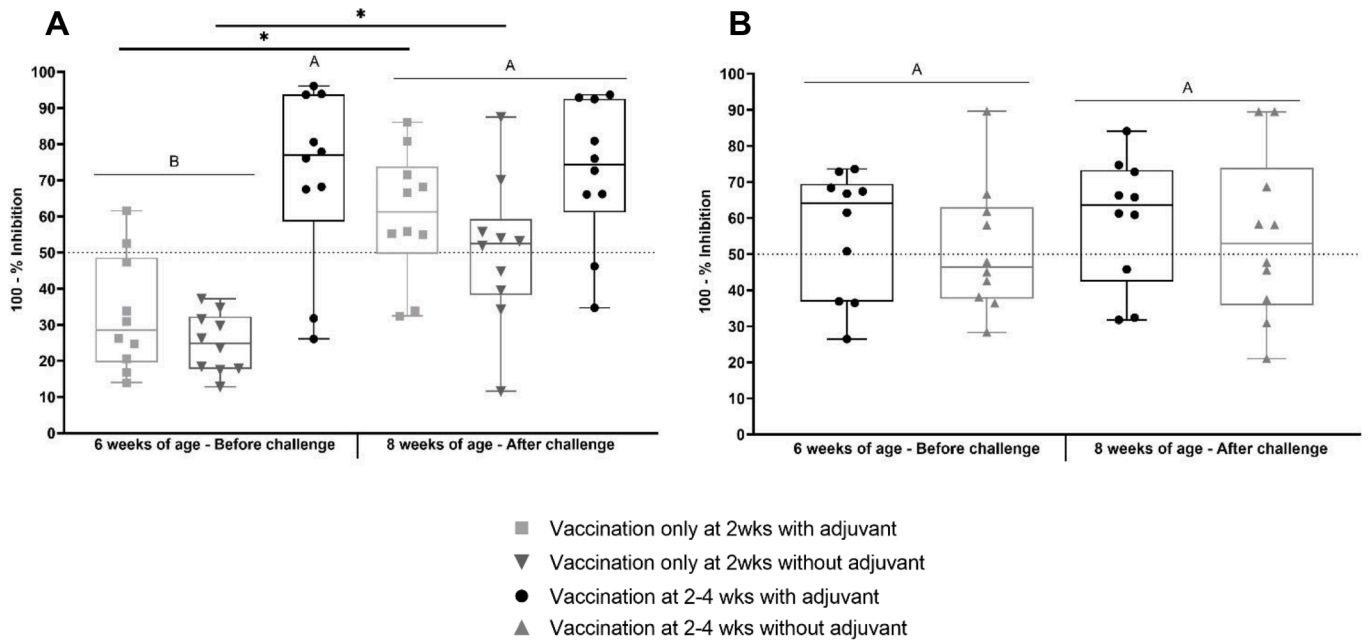 A
B
*
*
A
A
B
100 - % Inhibition
100
90
80
70
60
50
40
30
20
10
0
6 weeks of age - Before challenge
8 weeks of age - After challenge
A
A
100 - % Inhibition
100
90
80
70
60
50
40
30
20
10
0
6 weeks of age - Before challenge
8 weeks of age - After challenge
Vaccination only at 2wks with adjuvant
Vaccination only at 2wks without adjuvant
Vaccination at 2-4 wks with adjuvant
Vaccination at 2-4 wks without adjuvant